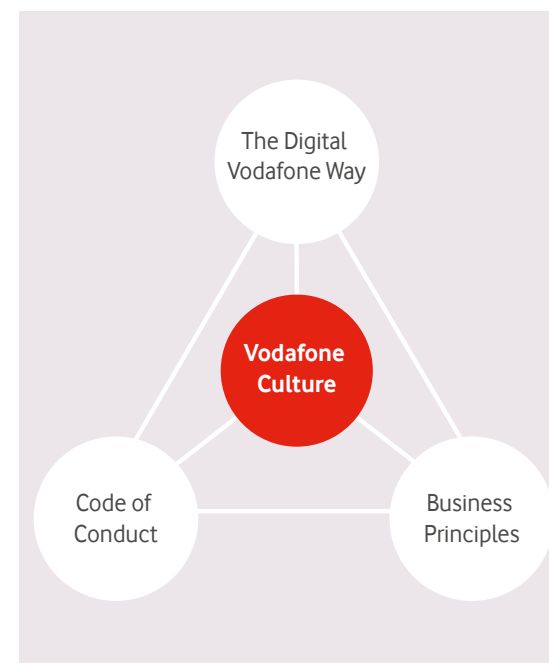 The Digital
Vodafone Way
Vodafone
Culture
Code of
Conduct
Business
Principles